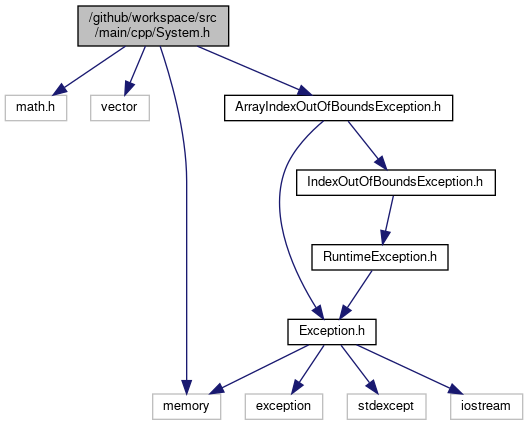 /github/workspace/src
/main/cpp/System.h
math.h
vector
ArrayIndexOutOfBoundsException.h
IndexOutOfBoundsException.h
RuntimeException.h
Exception.h
memory
exception
stdexcept
iostream